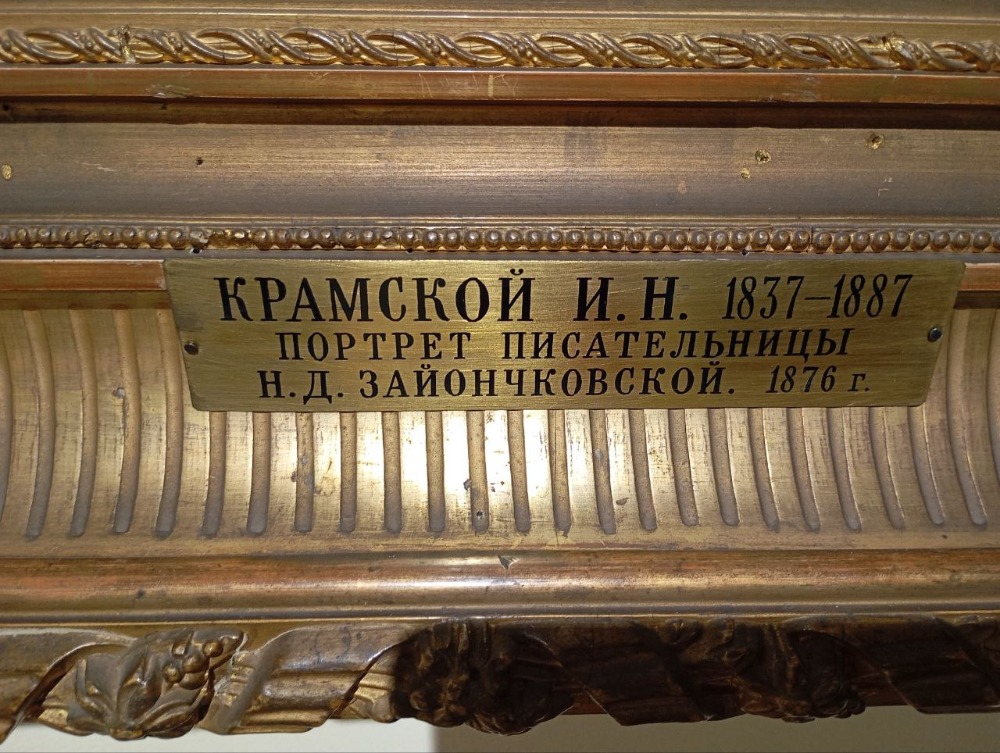 КРАМСКОЙ И.Н. 1837–1887
ПОРТРЕТ ПИСАТЕЛЬНИЦЫ
Н.Д. ЗАЙОНЧКОВСКОЙ. 1876 г.